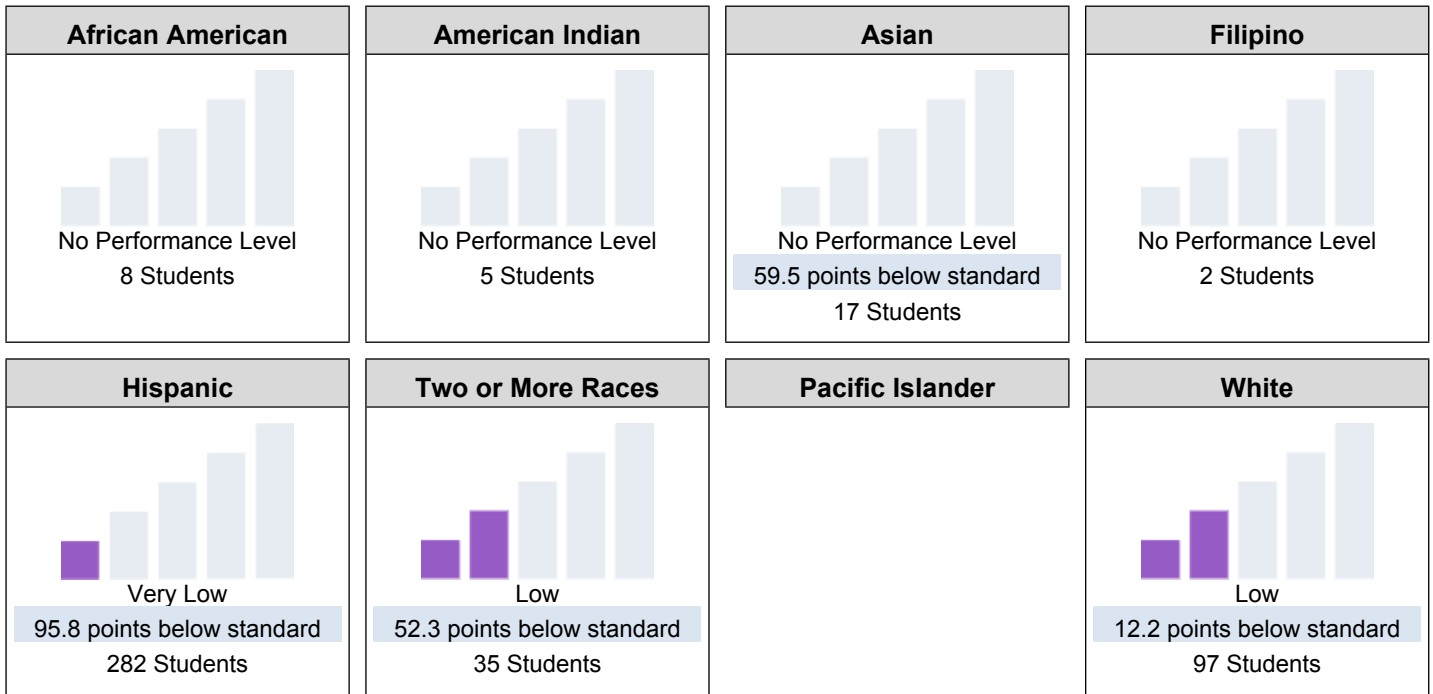 African American
No Performance Level
8 Students
American Indian
No Performance Level
5 Students
Asian
No Performance Level
59.5 points below standard
17 Students
Filipino
No Performance Level
2 Students
Hispanic
Very Low
95.8 points below standard
282 Students
Two or More Races
Low
52.3 points below standard
35 Students
Pacific Islander
White
Low
12.2 points below standard
97 Students